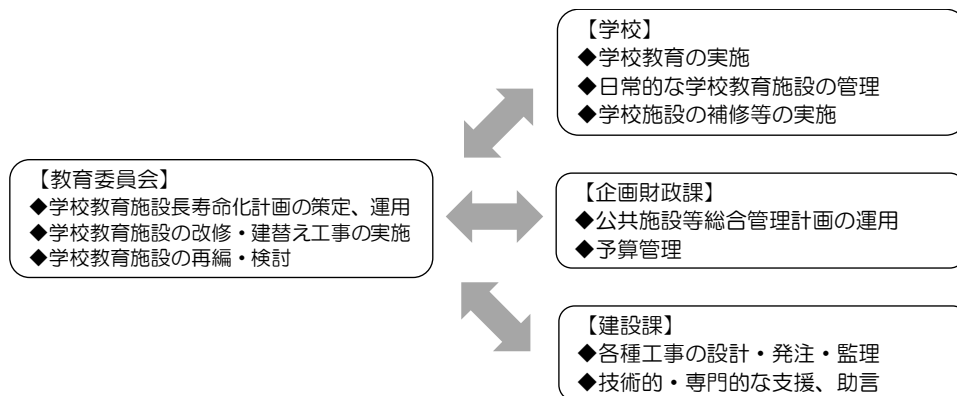 【学校】
◆学校教育の実施
◆日常的な学校教育施設の管理
◆学校施設の補修等の実施
【教育委員会】
◆学校教育施設長寿命化計画の策定、運用
◆学校教育施設の改修・建替え工事の実施
◆学校教育施設の再編・検討
【企画財政課】
◆公共施設等総合管理計画の運用
◆予算管理
【建設課】
◆各種工事の設計・発注・監理
◆技術的・専門的な支援、助言